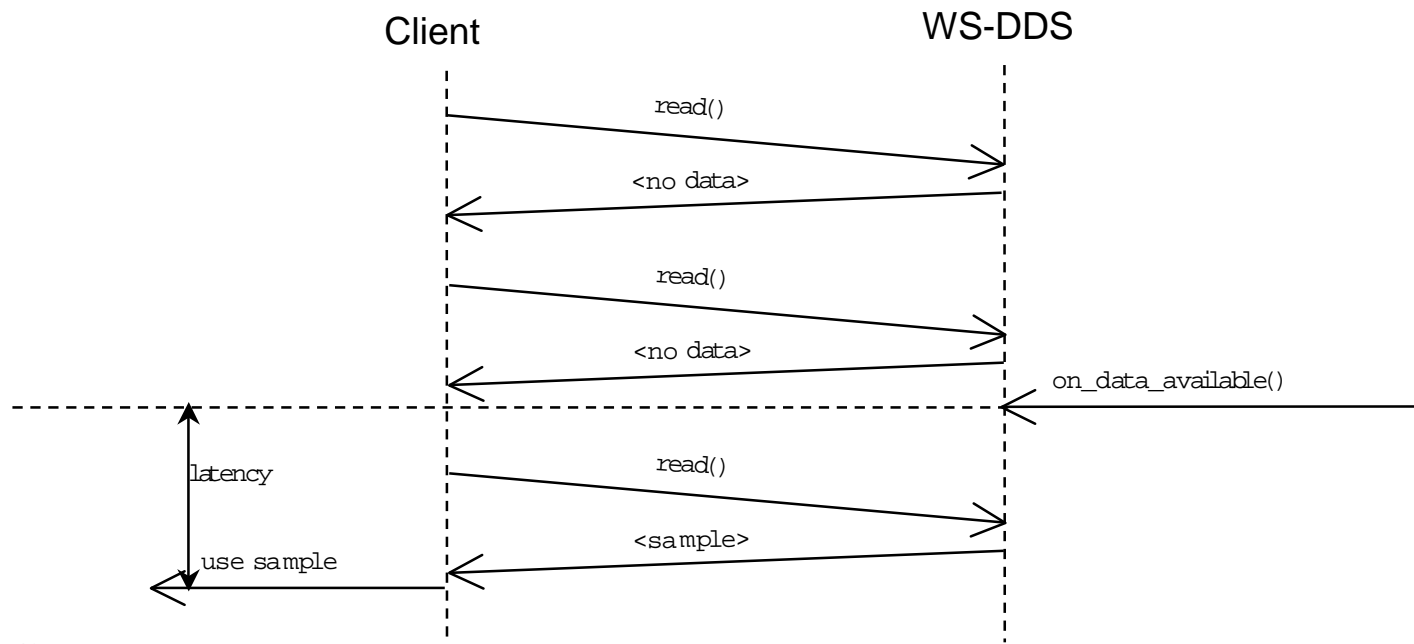 Client
WS-DDS
read()
<no data>
read()
<no data>
on_data_available()
latency
read()
<sample>
use sample